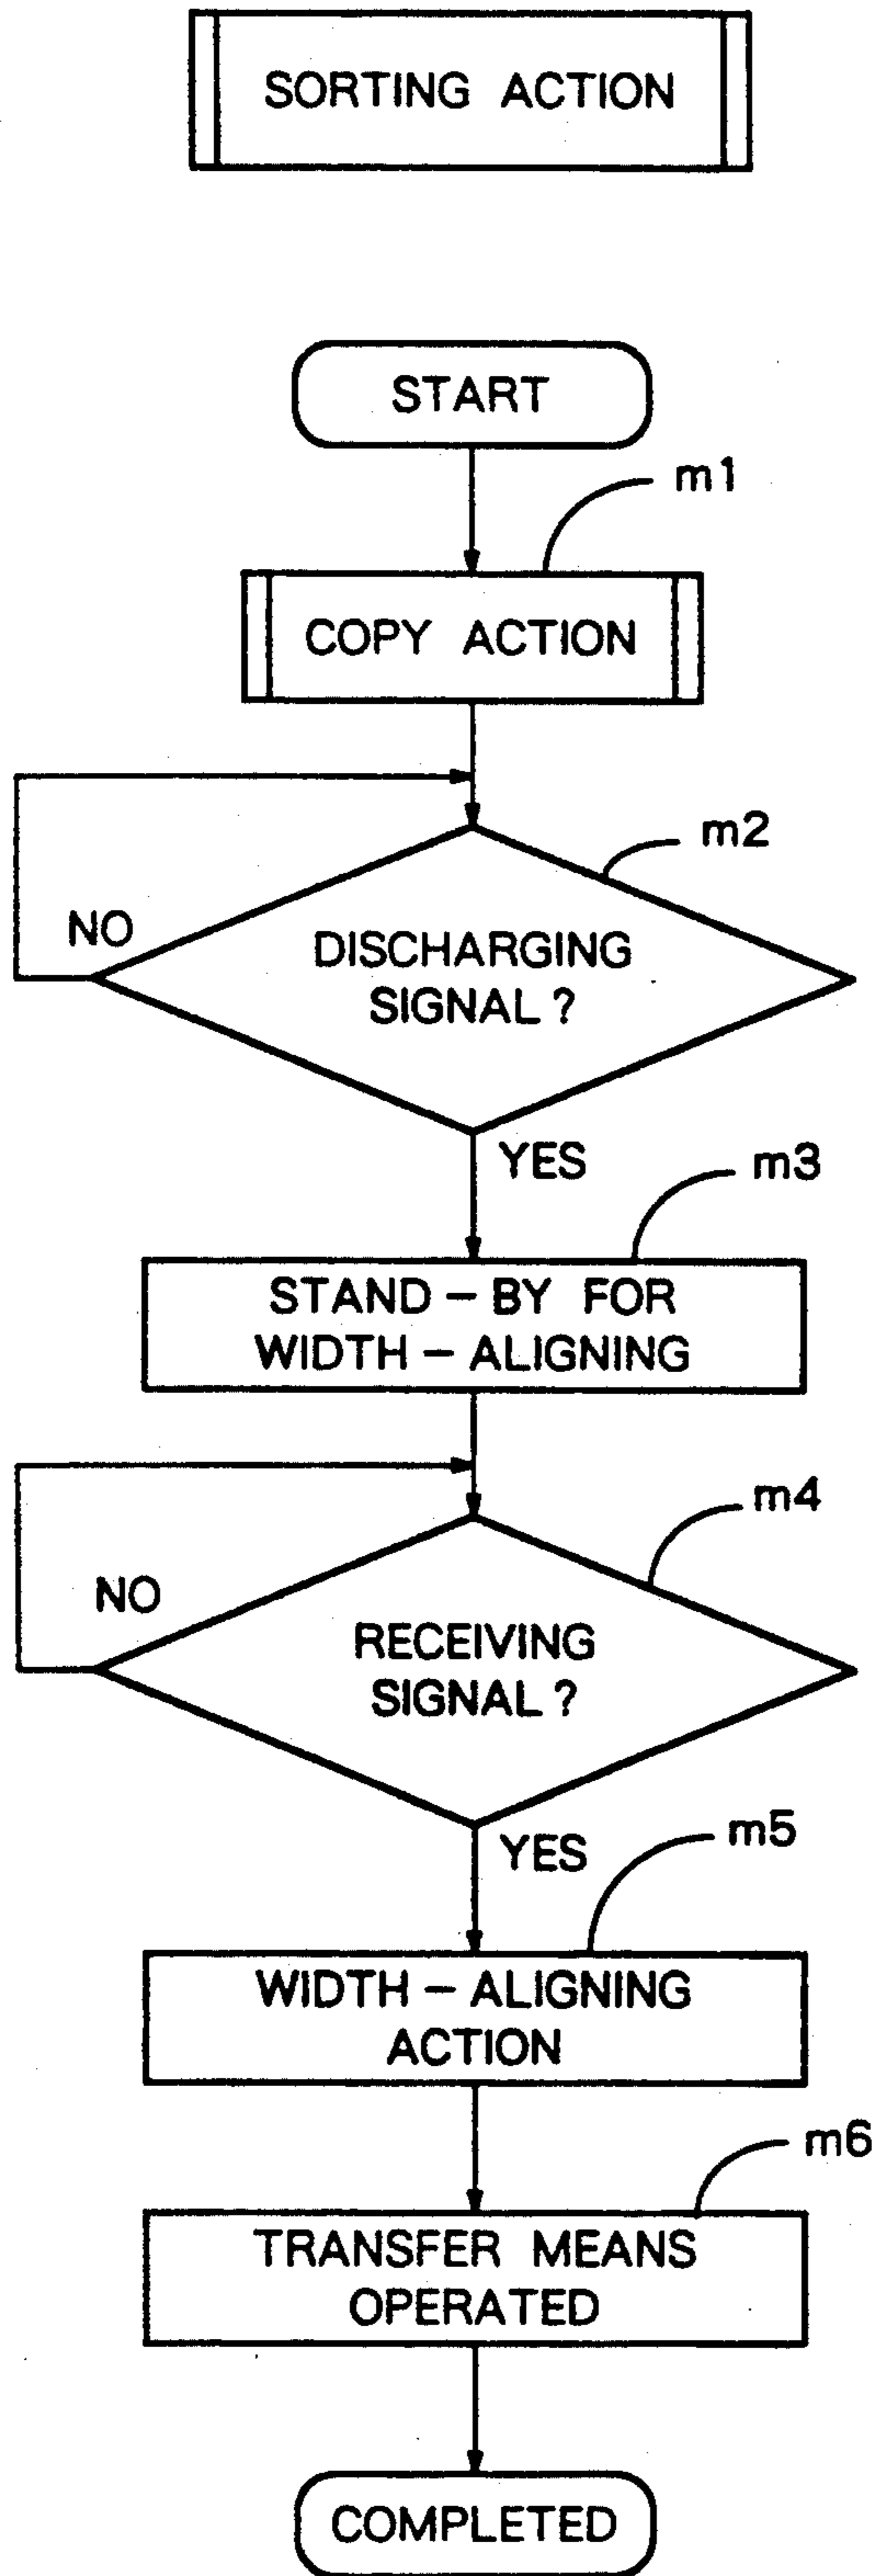 SORTING ACTION
START
m1
COPY ACTION
m2
NO
DISCHARGING
SIGNAL ?
YES
m3
STAND – BY FOR
WIDTH – ALIGNING
m4
NO
RECEIVING
SIGNAL ?
YES
m5
WIDTH – ALIGNING
ACTION
m6
TRANSFER MEANS
OPERATED
COMPLETED